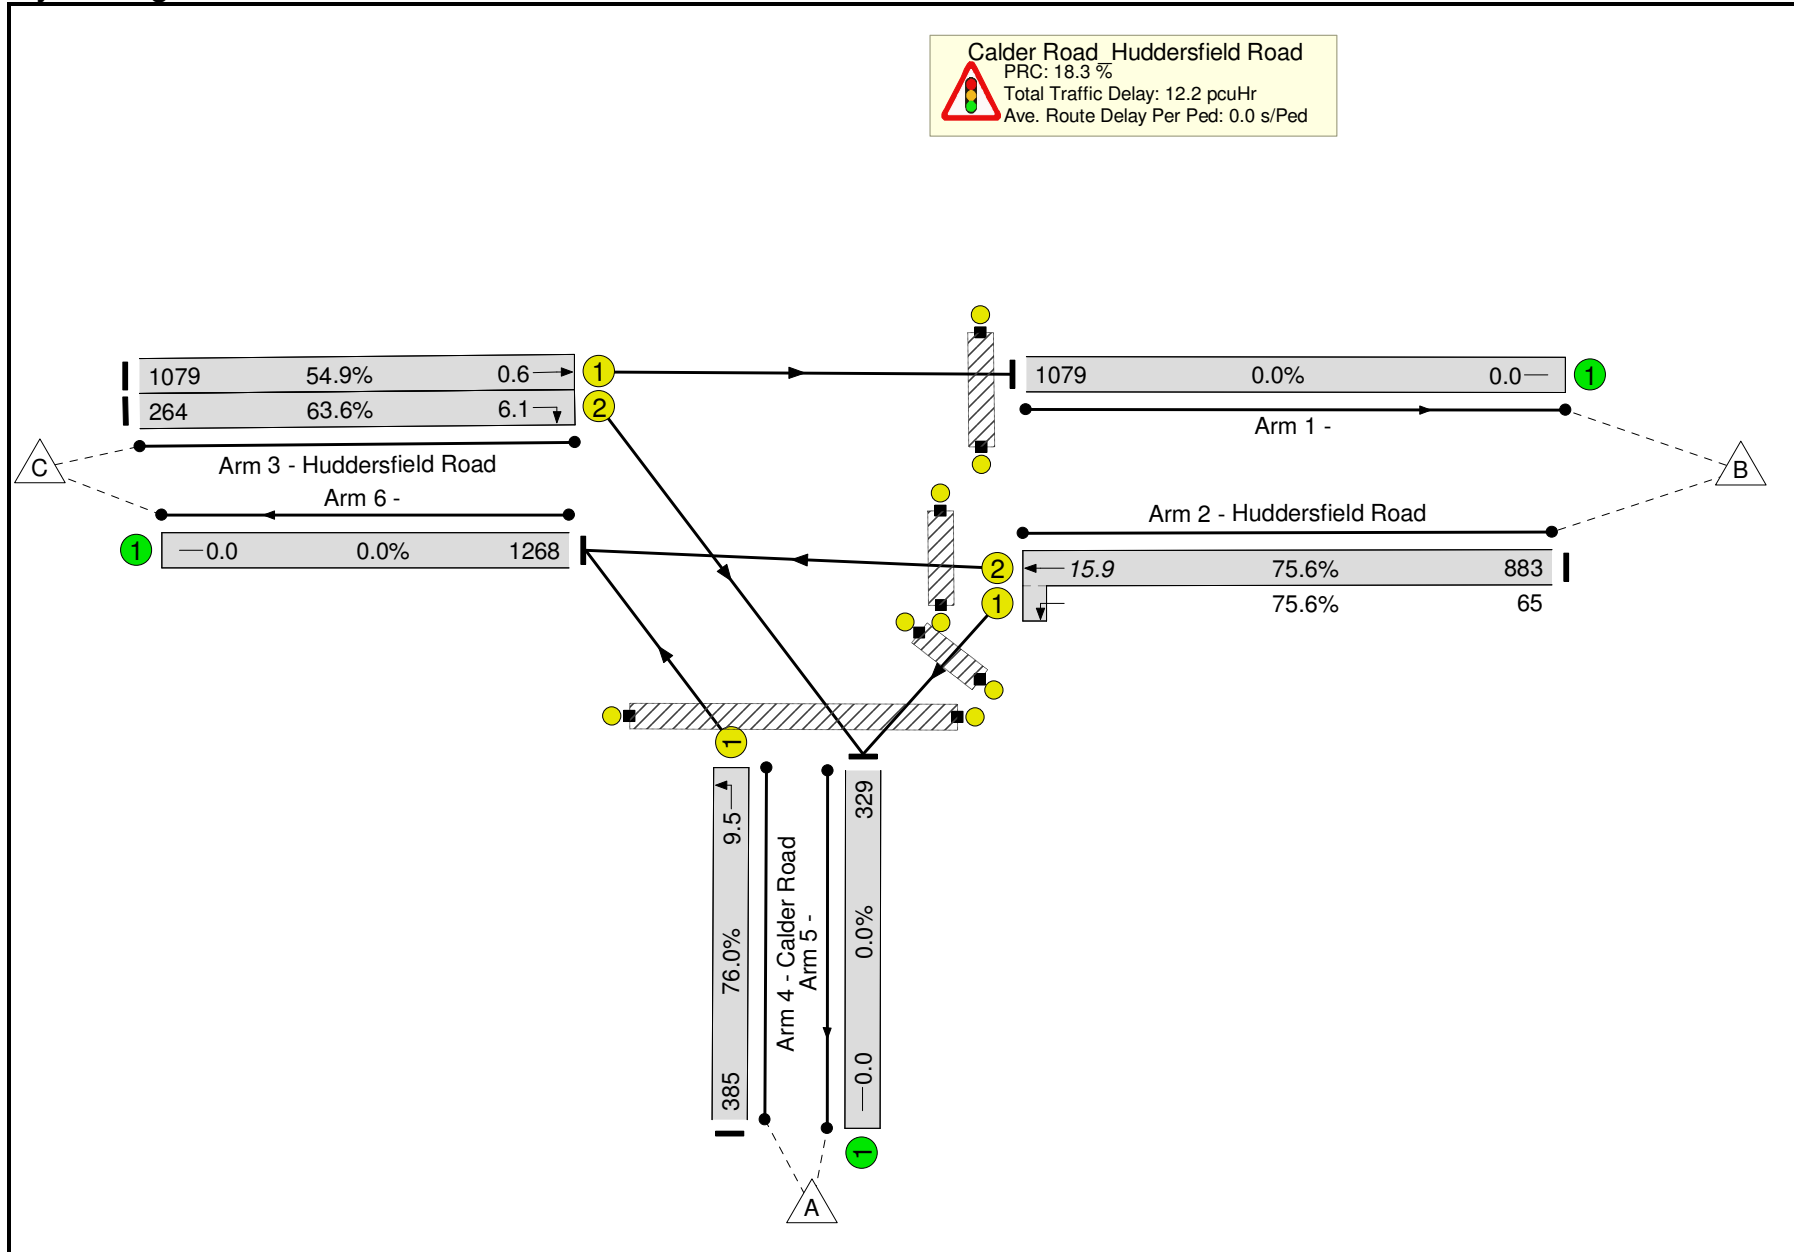 Calder Road_Huddersfield Road
PRC: 18.3 %
Total Traffic Delay: 12.2 pcuHr
Ave. Route Delay Per Ped: 0.0 s/Ped
1079 54.9% 0.6 1
264 63.6% 6.1 2
1079 0.0% 0.0 1
Arm 1 -
C
Arm 3 - Huddersfield Road
B
Arm 6 -
Arm 2 - Huddersfield Road
1 0.0 0.0% 1268
2 15.9 75.6% 883
1 75.6% 65
1
9.5 76.0% 385
Arm 4 - Calder Road
Arm 5 -
329 0.0% 0.0
1
A